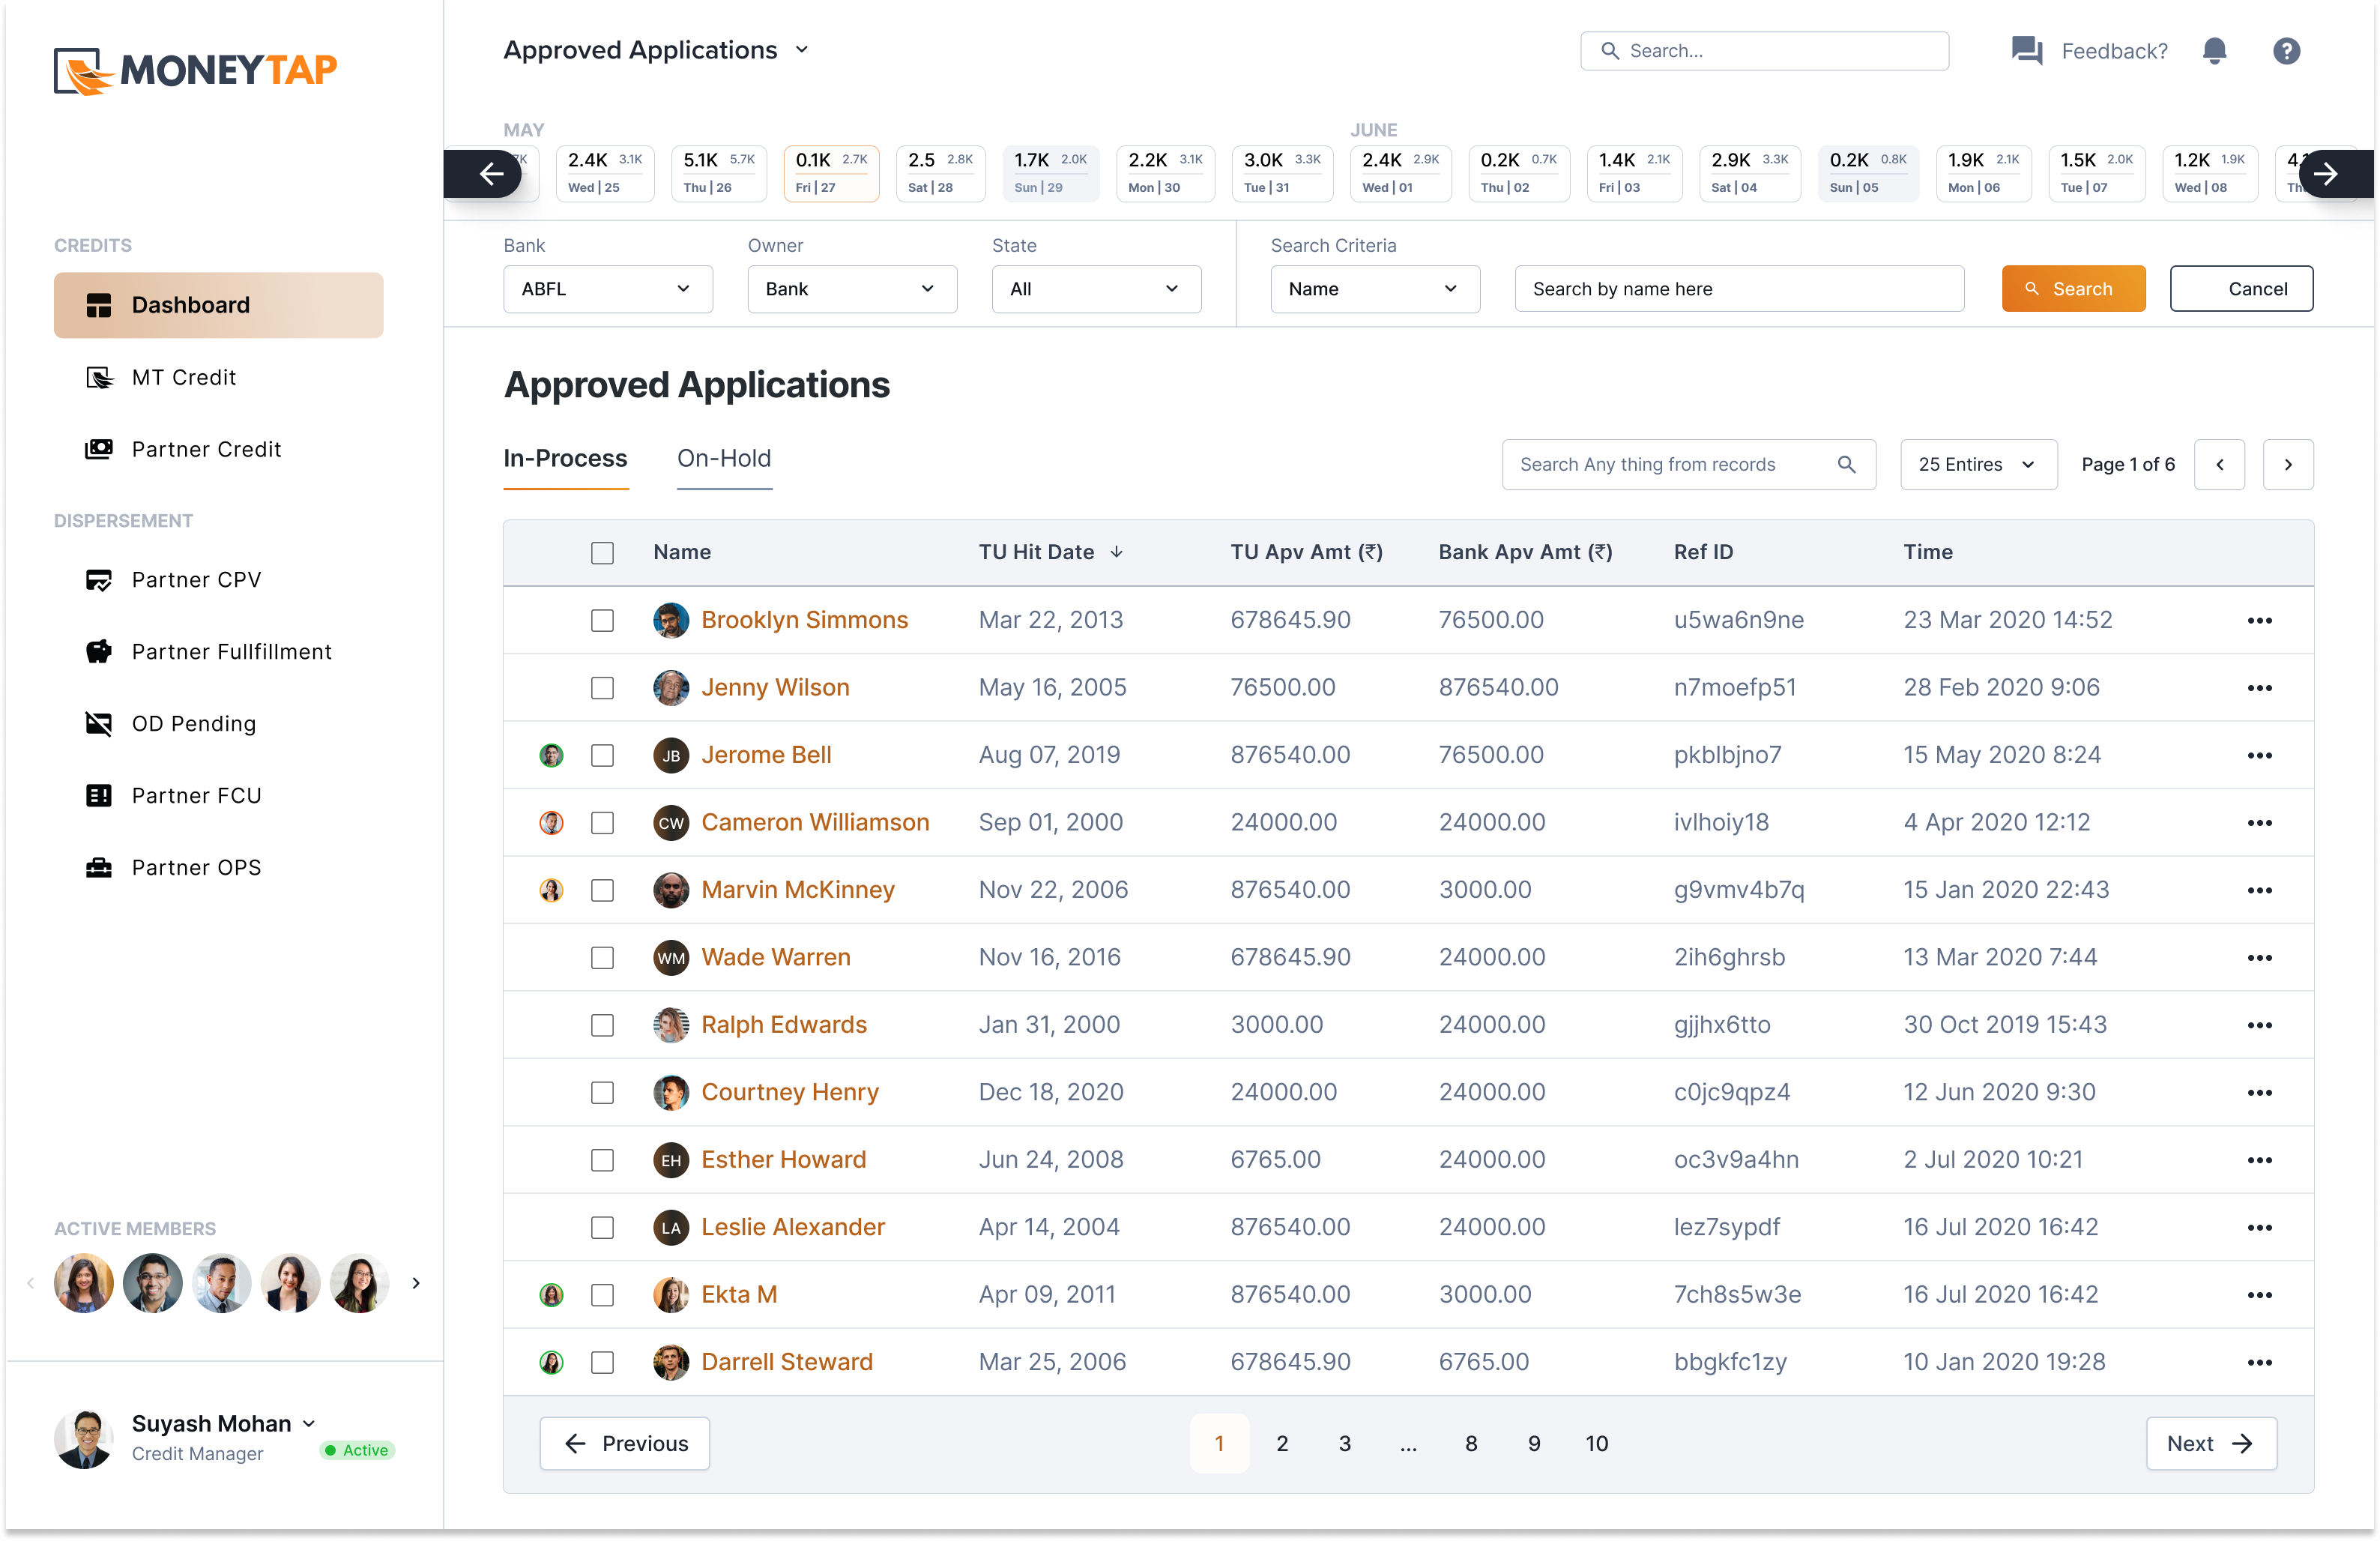 MONEYTAP
CREDITS
Dashboard
MT Credit
Partner Credit
DISPERSEMENT
Partner CPV
Partner Fullfillment
OD Pending
Partner FCU
Partner OPS
ACTIVE MEMBERS
Suyash Mohan
Credit Manager
Active
Approved Applications
Search...
Feedback?
?
MAY JUNE
2.4K 3.1K 5.1K 5.7K 0.1K 2.7K 2.5 2.8K 1.7K 2.0K 2.2K 3.1K 3.0K 3.3K 2.4K 2.9K 0.2K 0.7K 1.4K 2.1K 2.9K 3.3K 0.2K 0.8K 1.9K 2.1K 1.5K 2.0K 1.2K 1.9K
Wed | 25 Thu | 26 Fri | 27 Sat | 28 Sun | 29 Mon | 30 Tue | 31 Wed | 01 Thu | 02 Fri | 03 Sat | 04 Sun | 05 Mon | 06 Tue | 07 Wed | 08
Bank Owner State Search Criteria
ABFL Bank All Name Search by name here Search Cancel
Approved Applications
In-Process On-Hold Search Any thing from records 25 Entires Page 1 of 6
Name TU Hit Date TU Apv Amt (₹) Bank Apv Amt (₹) Ref ID Time
Brooklyn Simmons Mar 22, 2013 678645.90 76500.00 u5wa6n9ne 23 Mar 2020 14:52
Jenny Wilson May 16, 2005 76500.00 876540.00 n7moefp51 28 Feb 2020 9:06
JB Jerome Bell Aug 07, 2019 876540.00 76500.00 pkblbjno7 15 May 2020 8:24
CW Cameron Williamson Sep 01, 2000 24000.00 24000.00 ivlhoiy18 4 Apr 2020 12:12
Marvin McKinney Nov 22, 2006 876540.00 3000.00 g9vmv4b7q 15 Jan 2020 22:43
WM Wade Warren Nov 16, 2016 678645.90 24000.00 2ih6ghrsb 13 Mar 2020 7:44
Ralph Edwards Jan 31, 2000 3000.00 24000.00 gjjhx6tto 30 Oct 2019 15:43
Courtney Henry Dec 18, 2020 24000.00 24000.00 c0jc9qpz4 12 Jun 2020 9:30
EH Esther Howard Jun 24, 2008 6765.00 24000.00 oc3v9a4hn 2 Jul 2020 10:21
LA Leslie Alexander Apr 14, 2004 876540.00 24000.00 lez7sypdf 16 Jul 2020 16:42
Ekta M Apr 09, 2011 876540.00 3000.00 7ch8s5w3e 16 Jul 2020 16:42
Darrell Steward Mar 25, 2006 678645.90 6765.00 bbgkfc1zy 10 Jan 2020 19:28
Previous 1 2 3 ... 8 9 10 Next